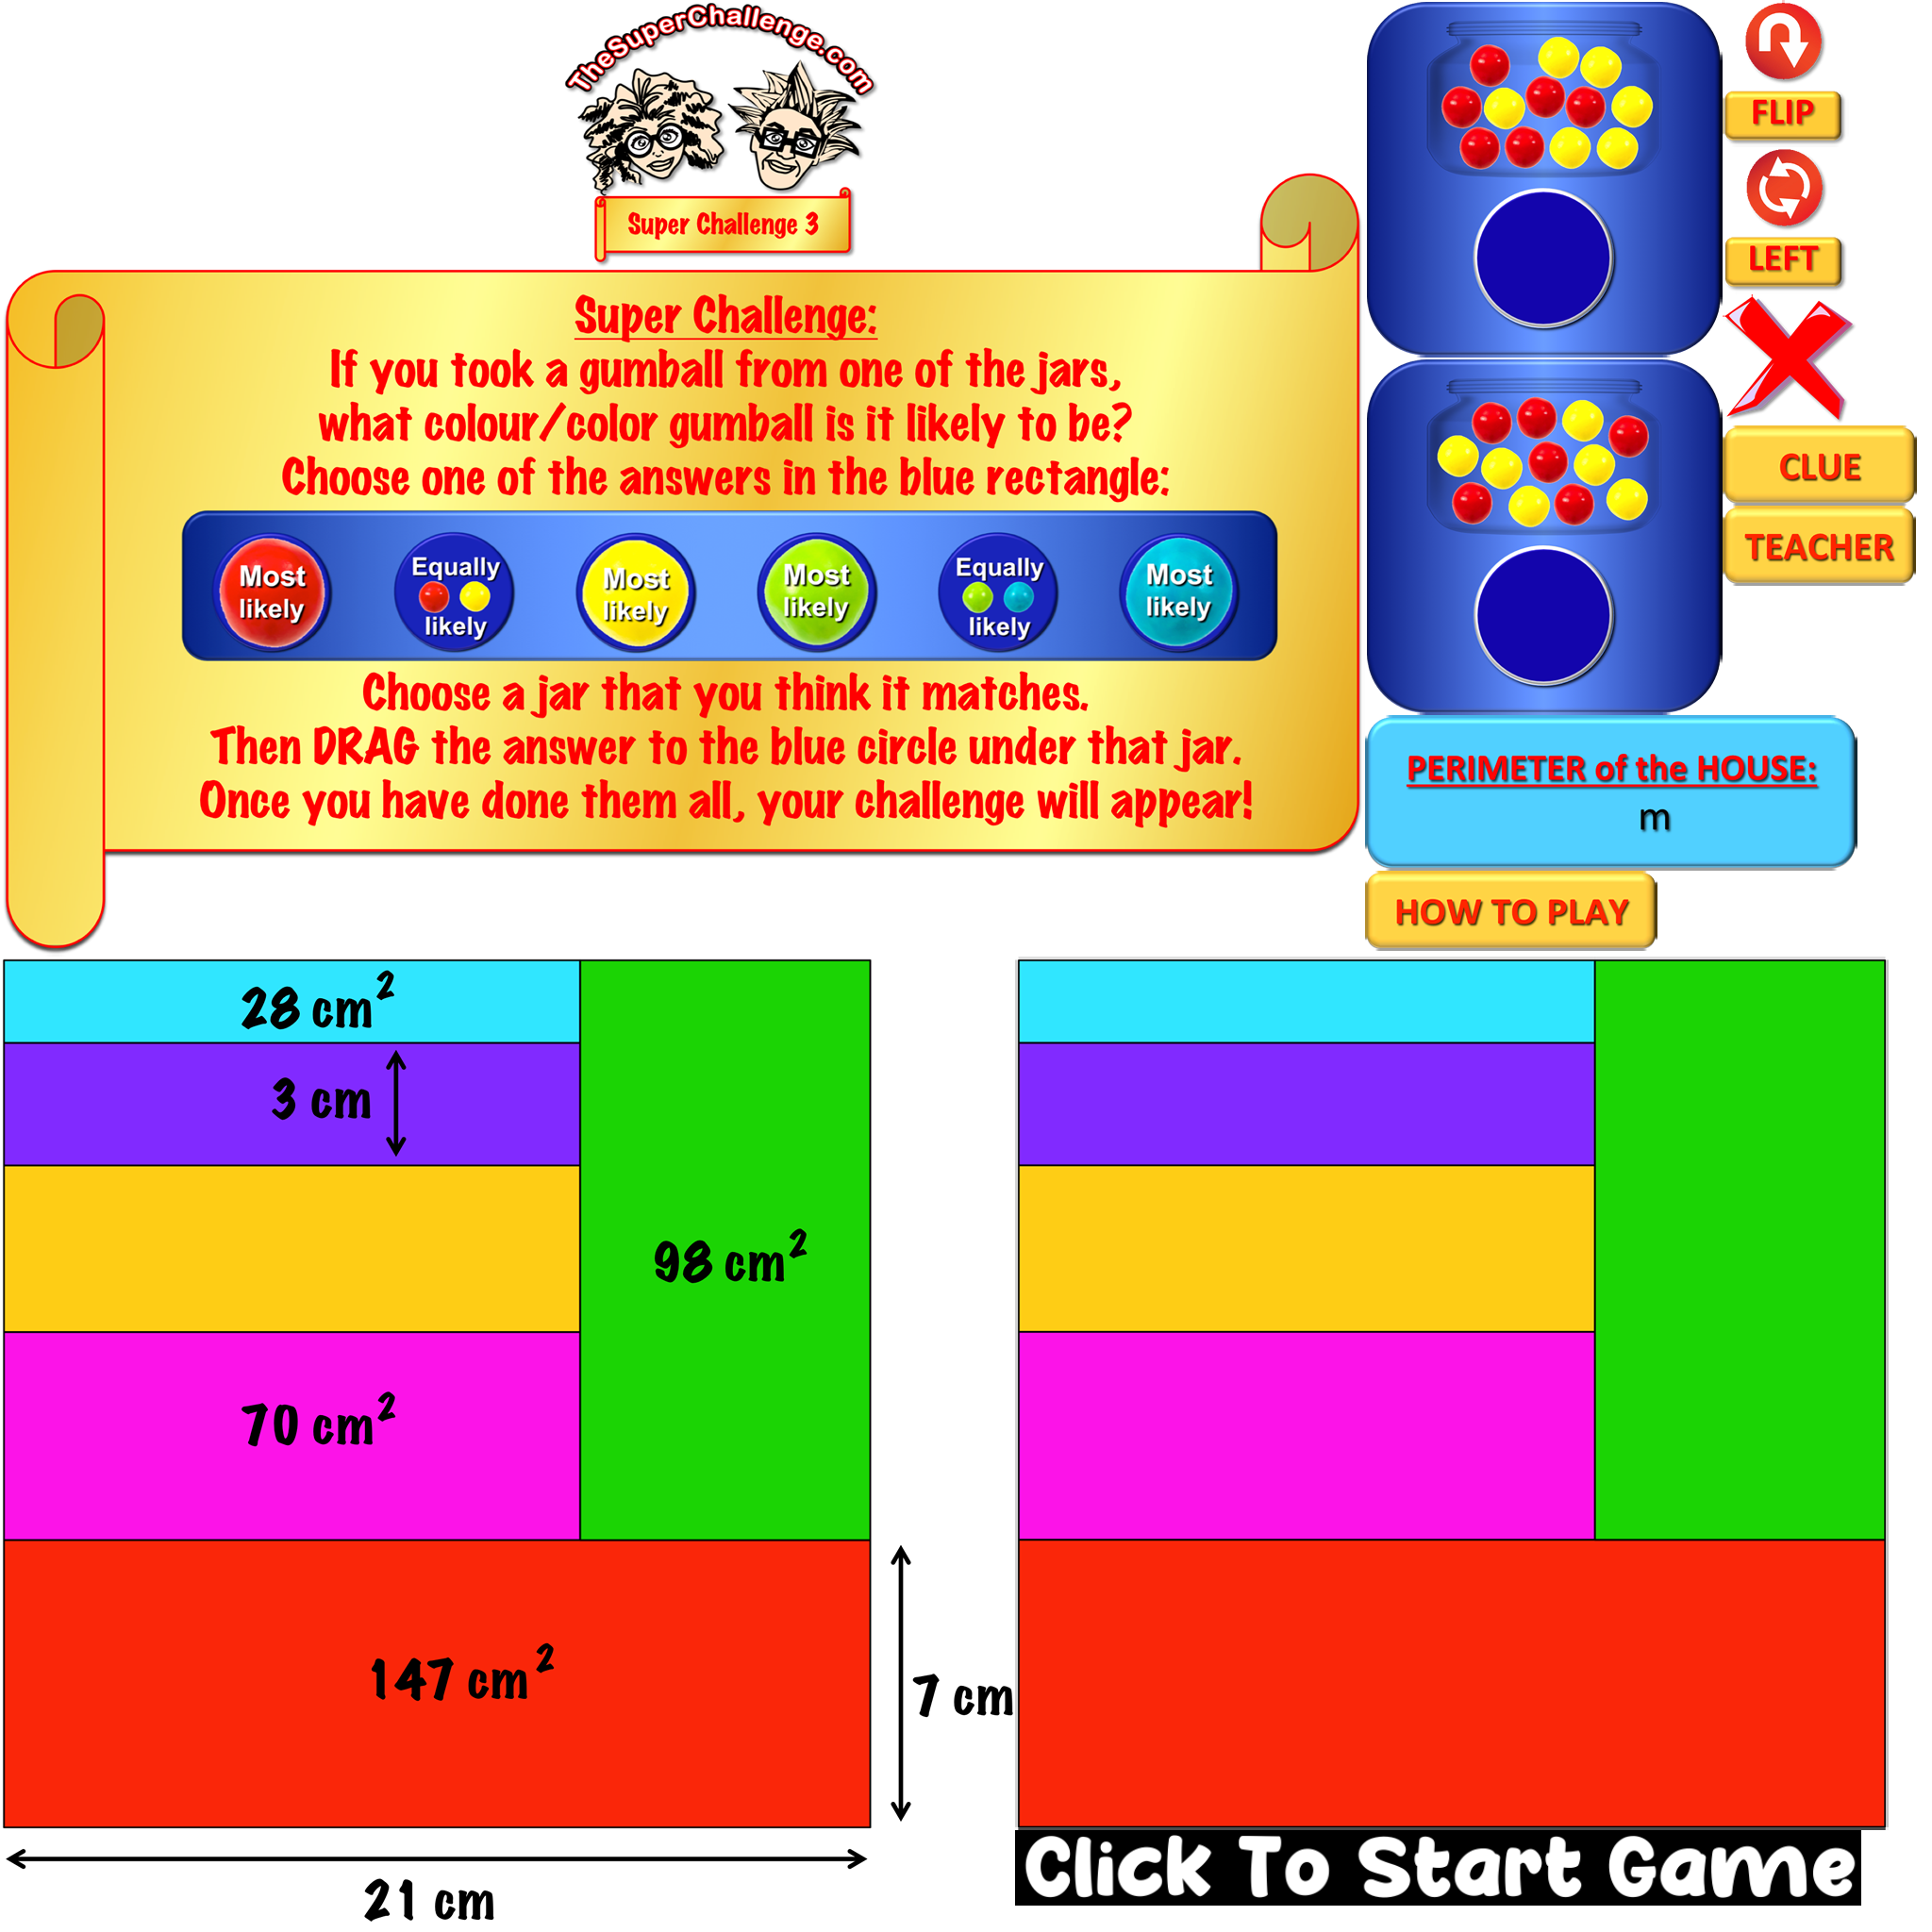 TheSuperChallenge.com
Super Challenge 3
Super Challenge:
If you took a gumball from one of the jars,
what colour/color gumball is it likely to be?
Choose one of the answers in the blue rectangle:
Most likely
Equally likely
Most likely
Most likely
Equally likely
Most likely
Choose a jar that you think it matches.
Then DRAG the answer to the blue circle under that jar.
Once you have done them all, your challenge will appear!
FLIP
LEFT
CLUE
TEACHER
PERIMETER of the HOUSE:
m
HOW TO PLAY
28 cm²
3 cm
98 cm²
70 cm²
147 cm²
7 cm
21 cm
Click To Start Game